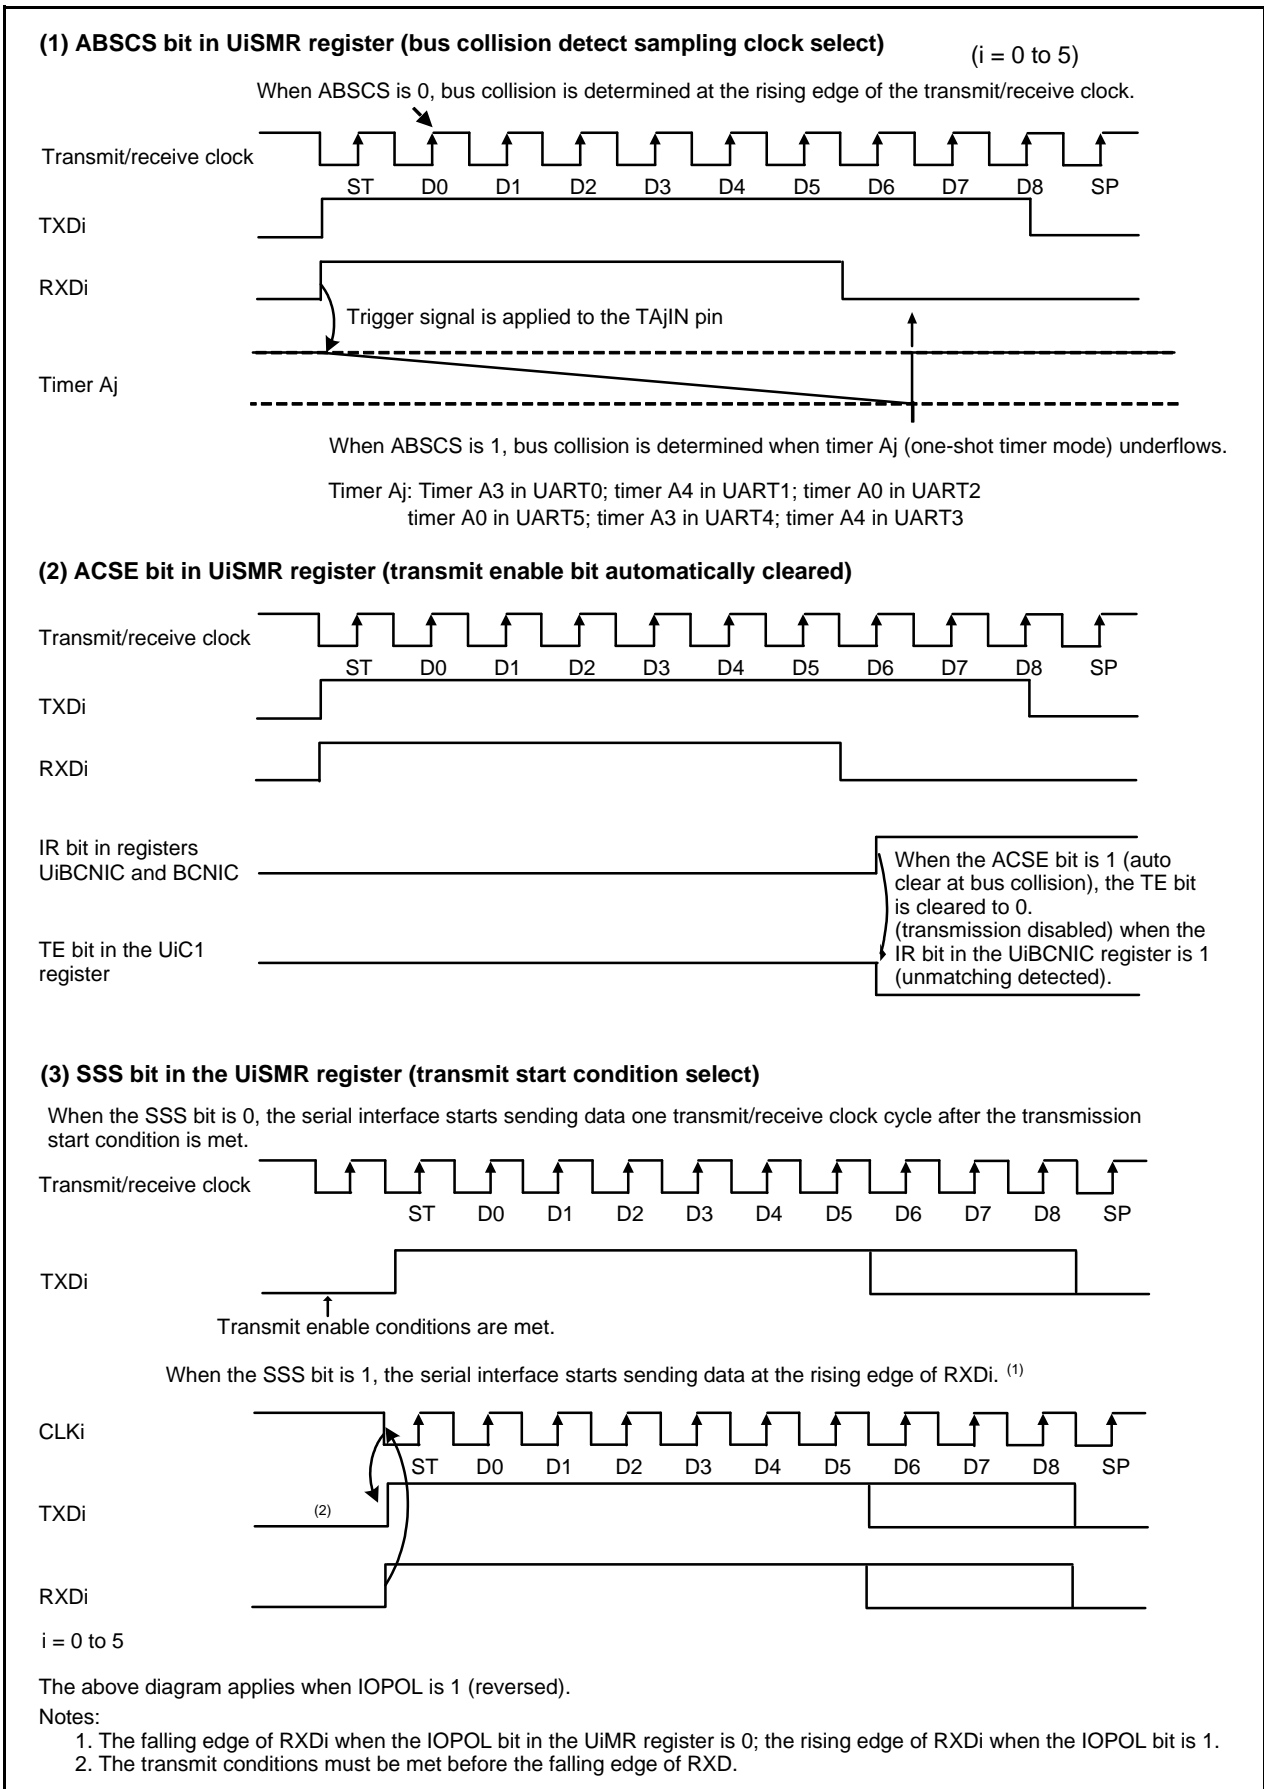 (1) ABSCS bit in UiSMR register (bus collision detect sampling clock select)
(i = 0 to 5)
When ABSCS is 0, bus collision is determined at the rising edge of the transmit/receive clock.
Transmit/receive clock
ST D0 D1 D2 D3 D4 D5 D6 D7 D8 SP
TXDi
RXDi
Trigger signal is applied to the TAjIN pin
Timer Aj
When ABSCS is 1, bus collision is determined when timer Aj (one-shot timer mode) underflows.
Timer Aj: Timer A3 in UART0; timer A4 in UART1; timer A0 in UART2
timer A0 in UART5; timer A3 in UART4; timer A4 in UART3
(2) ACSE bit in UiSMR register (transmit enable bit automatically cleared)
Transmit/receive clock
ST D0 D1 D2 D3 D4 D5 D6 D7 D8 SP
TXDi
RXDi
IR bit in registers
UiBCNIC and BCNIC
When the ACSE bit is 1 (auto
clear at bus collision), the TE bit
is cleared to 0.
(transmission disabled) when the
IR bit in the UiBCNIC register is 1
(unmatching detected).
TE bit in the UiC1
register
(3) SSS bit in the UiSMR register (transmit start condition select)
When the SSS bit is 0, the serial interface starts sending data one transmit/receive clock cycle after the transmission
start condition is met.
Transmit/receive clock
ST D0 D1 D2 D3 D4 D5 D6 D7 D8 SP
TXDi
Transmit enable conditions are met.
When the SSS bit is 1, the serial interface starts sending data at the rising edge of RXDi. (1)
CLKi
ST D0 D1 D2 D3 D4 D5 D6 D7 D8 SP
TXDi
(2)
RXDi
i = 0 to 5
The above diagram applies when IOPOL is 1 (reversed).
Notes:
1. The falling edge of RXDi when the IOPOL bit in the UiMR register is 0; the rising edge of RXDi when the IOPOL bit is 1.
2. The transmit conditions must be met before the falling edge of RXD.